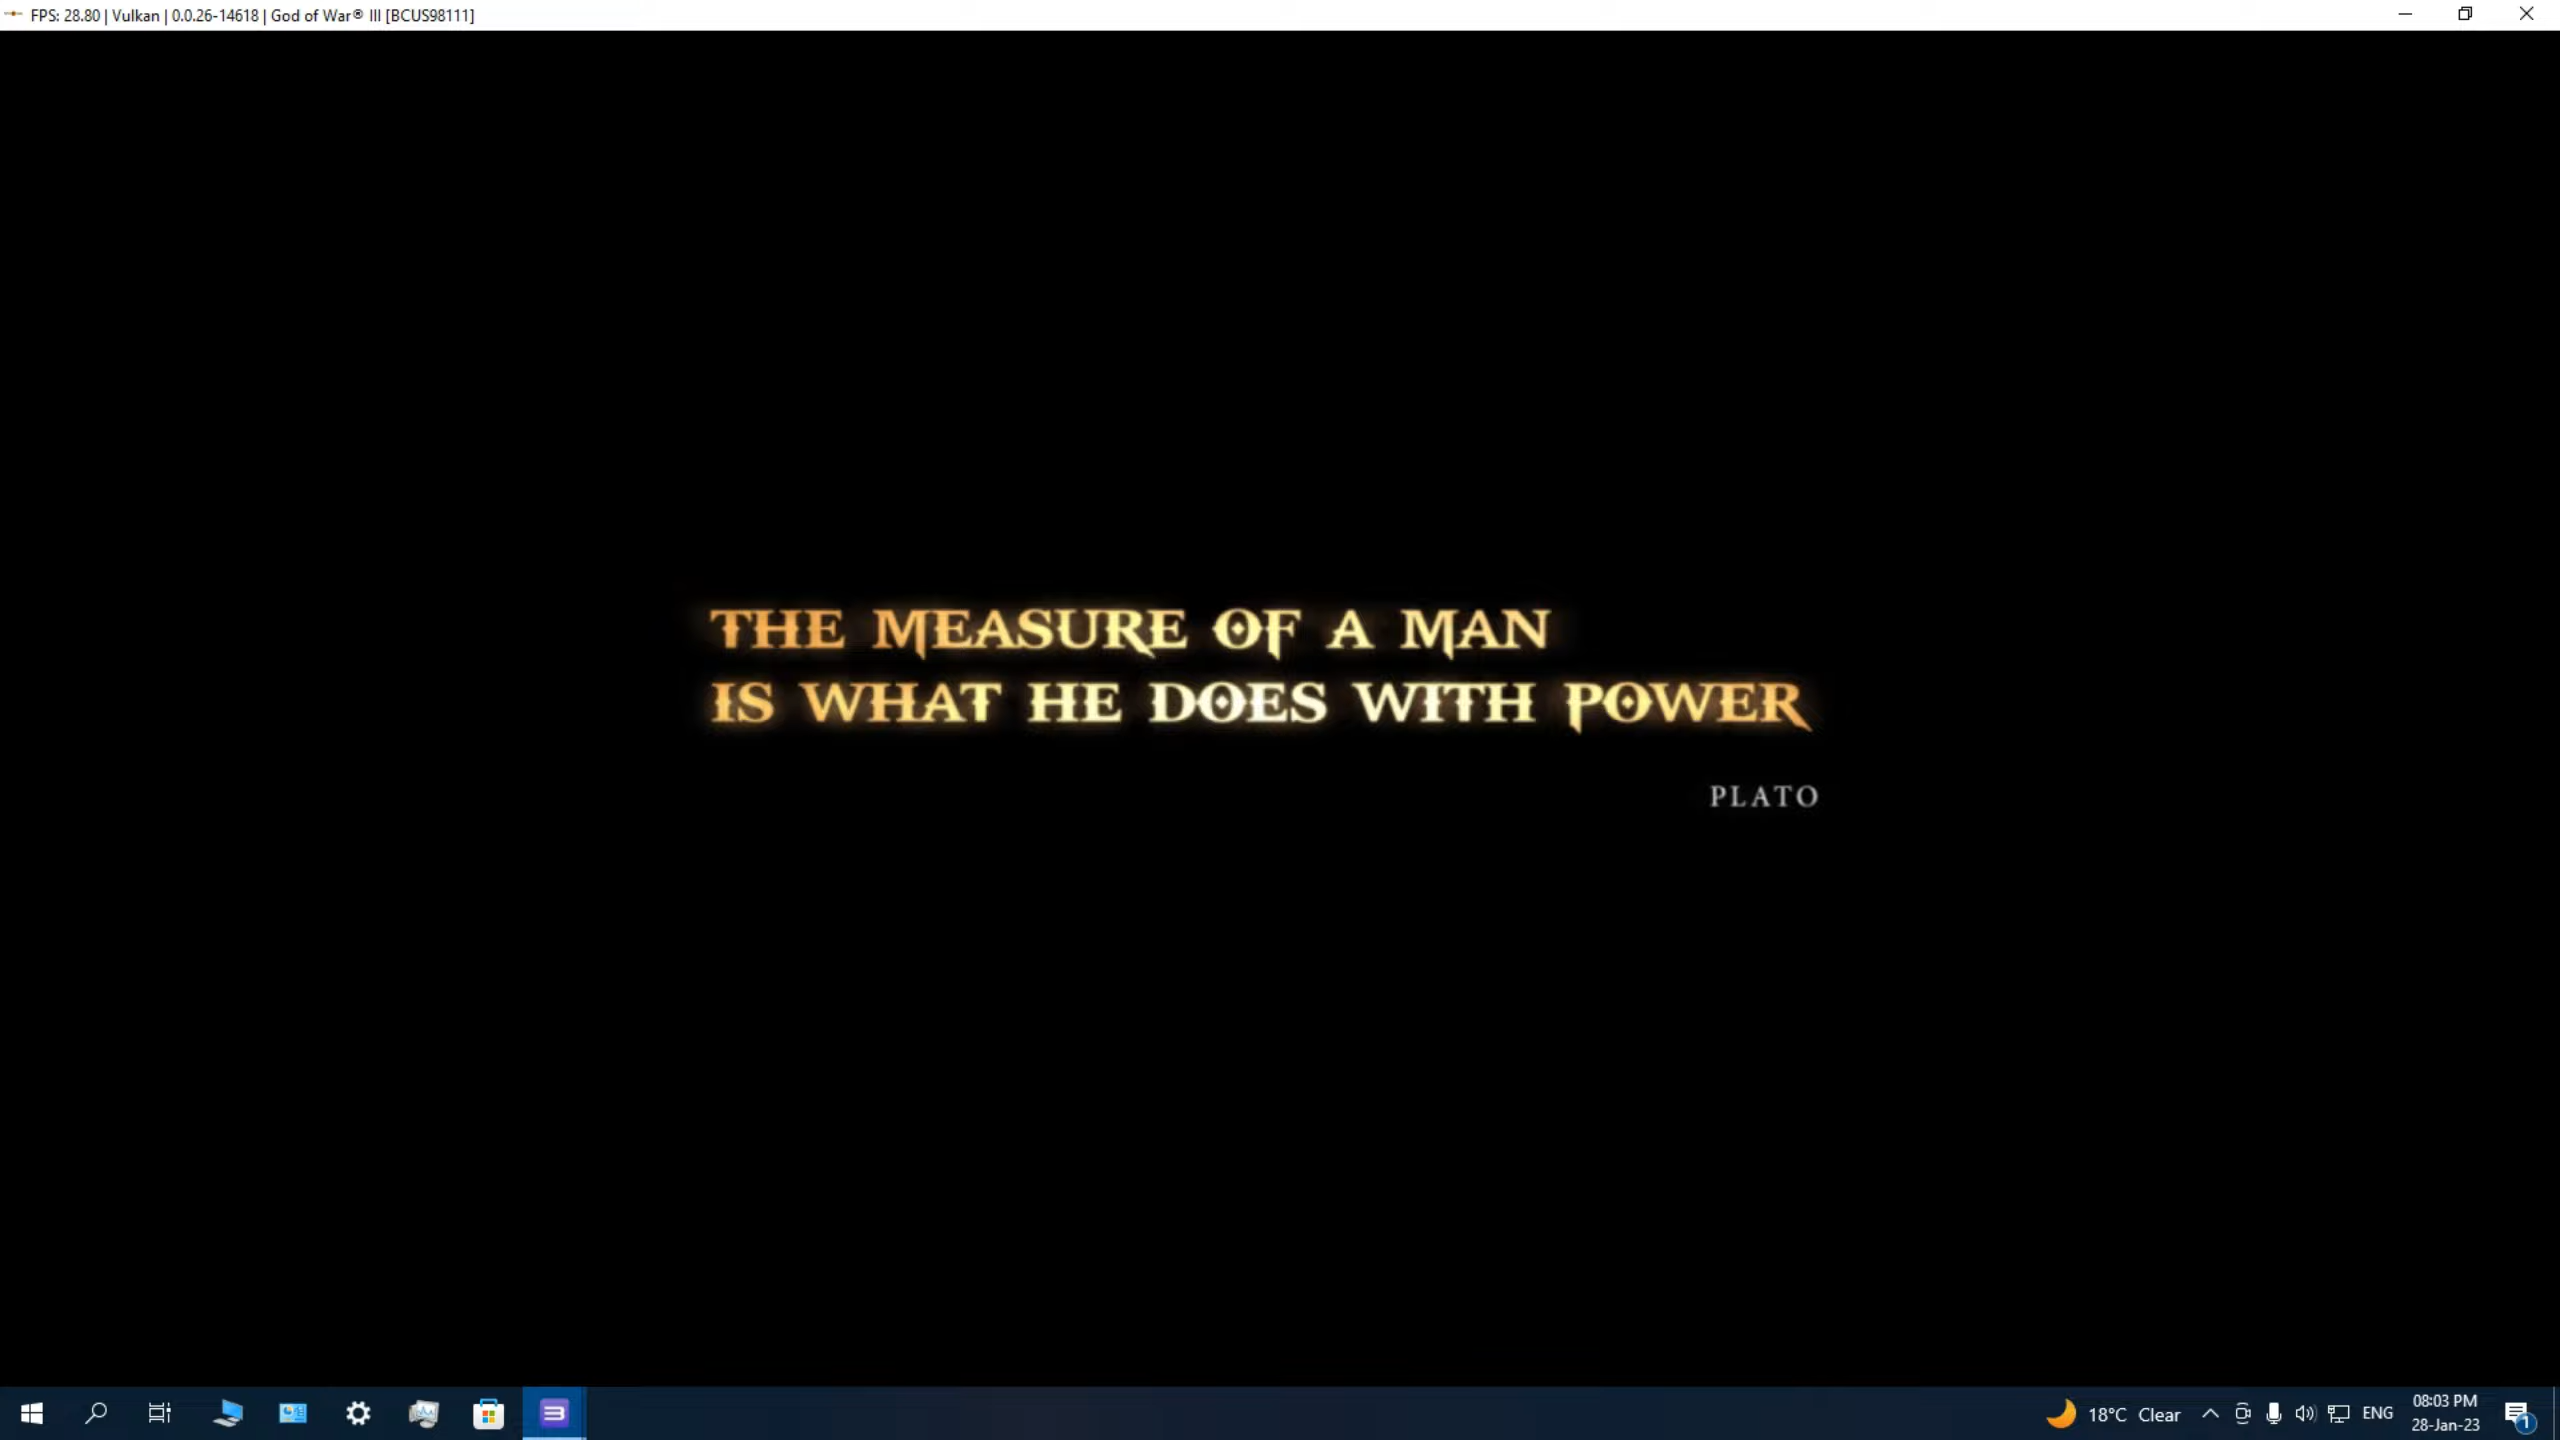 FPS: 28.80 | Vulkan | 0.0.26-14618 | God of War® III [BCUS98111]
THE MEASURE OF A MAN
IS WHAT HE DOES WITH POWER
PLATO
18°C Clear
ENG
08:03 PM
28-Jan-23
1